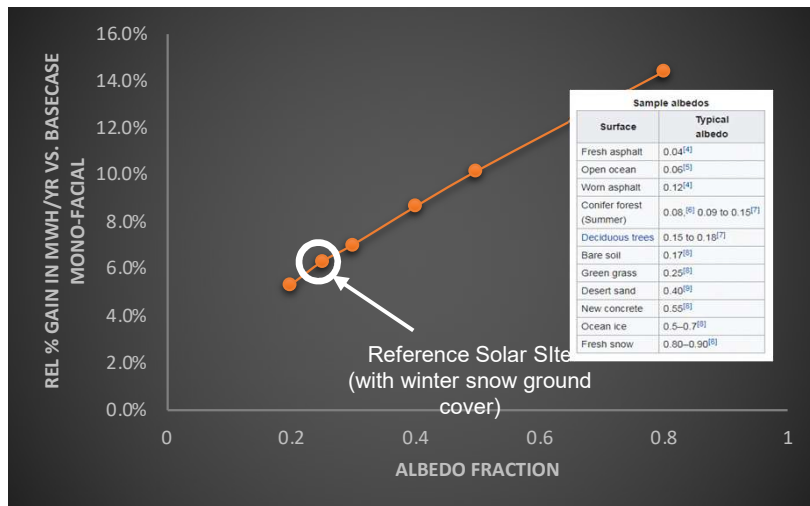 REL % GAIN IN MWH/YR VS. BASECASE
MONO-FACIAL
16.0%
14.0%
12.0%
10.0%
8.0%
6.0%
4.0%
2.0%
0.0%
0
0.2
0.4
0.6
0.8
1
ALBEDO FRACTION
Reference Solar SIte
(with winter snow ground
cover)
Sample albedos
Surface Typical
albedo
Fresh asphalt 0.04[4]
Open ocean 0.06[5]
Worn asphalt 0.12[4]
Conifer forest
(Summer) 0.08,[6] 0.09 to 0.15[7]
Deciduous trees 0.15 to 0.18[7]
Bare soil 0.17[8]
Green grass 0.25[8]
Desert sand 0.40[9]
New concrete 0.55[8]
Ocean ice 0.5–0.7[8]
Fresh snow 0.80–0.90[8]